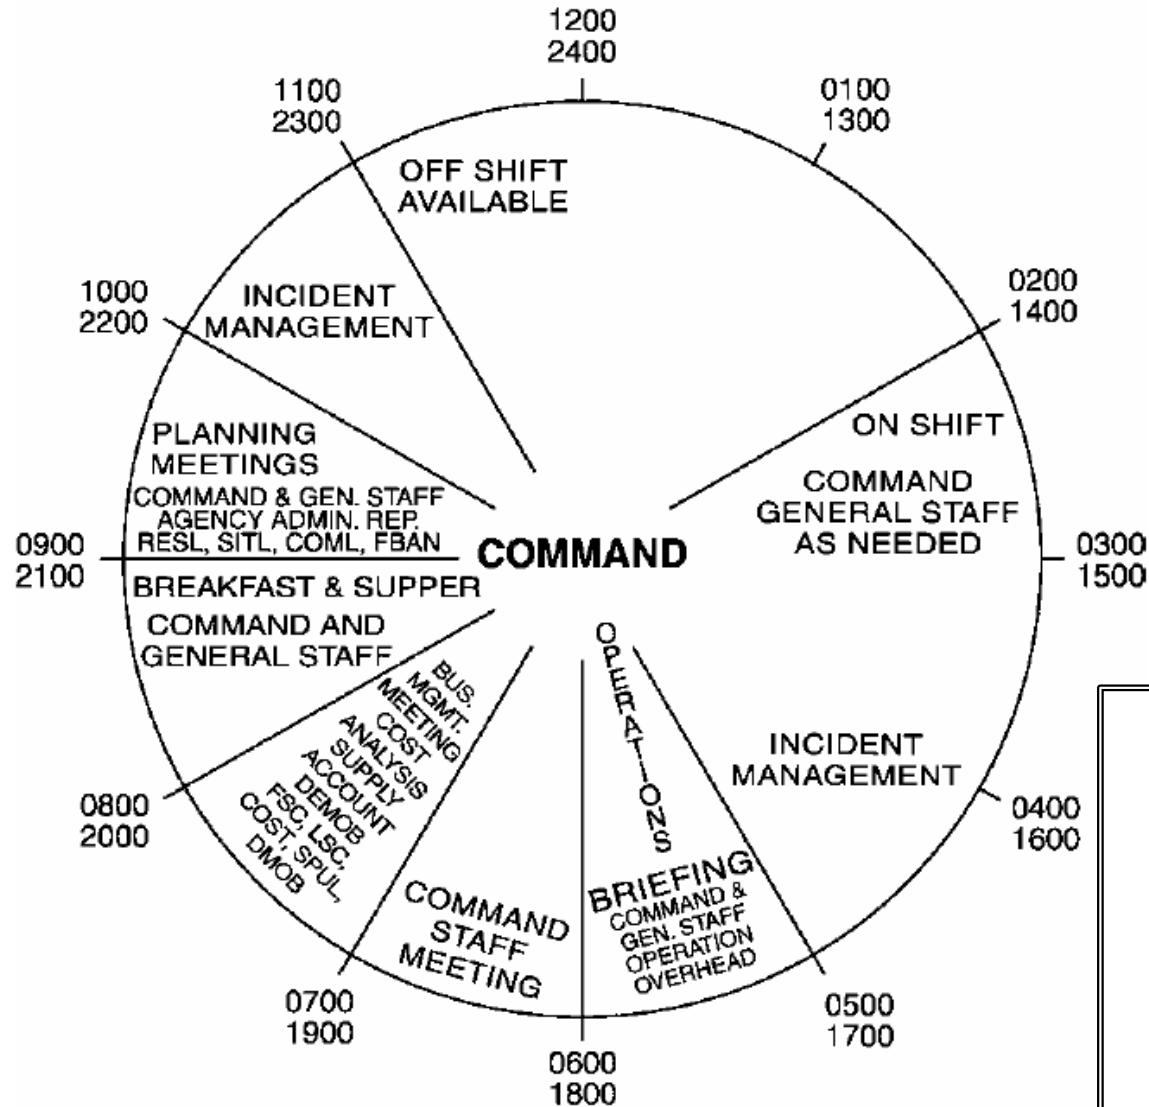 1200
2400
0100
1300
0200
1400
0300
1500
0400
1600
0500
1700
0600
1800
0700
1900
0800
2000
0900
2100
1000
2200
1100
2300
OFF SHIFT
AVAILABLE
ON SHIFT
COMMAND
GENERAL STAFF
AS NEEDED
INCIDENT
MANAGEMENT
OPERATIONS
BRIEFING
COMMAND &
GEN. STAFF
OPERATION
OVERHEAD
COMMAND
STAFF
MEETING
BUS.
MGMT.
MEETING
COST
ANALYSIS
SUPPLY
ACCOUNT
DEMOB
FSC, LSC,
COST, SPUL,
DMOB
BREAKFAST & SUPPER
COMMAND AND
GENERAL STAFF
PLANNING
MEETINGS
COMMAND & GEN. STAFF
AGENCY ADMIN. REP.
RESL, SITL, COML, FBAN
INCIDENT
MANAGEMENT
COMMAND